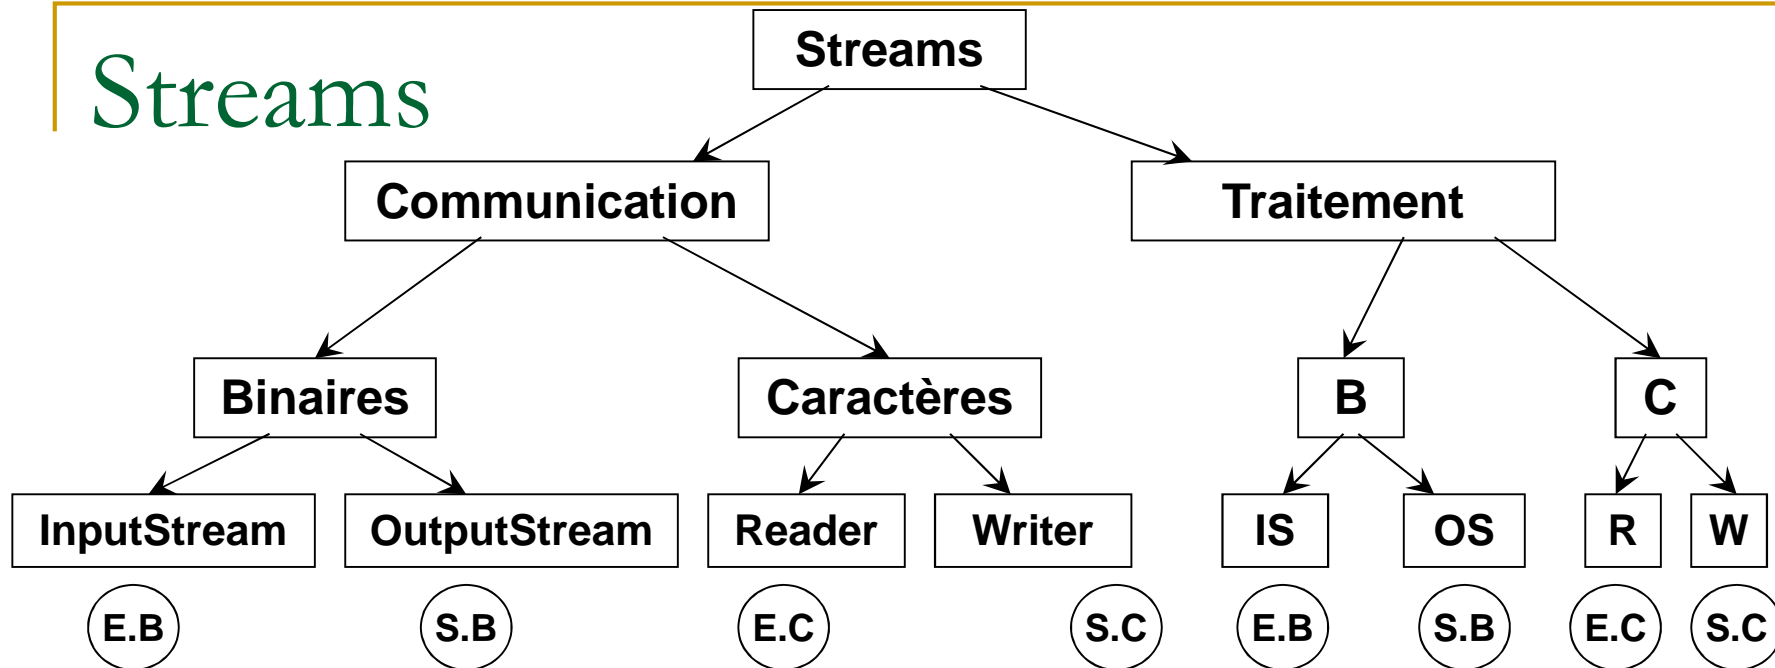 Streams
Streams
Communication
Traitement
Binaires
Caractères
B
C
InputStream
OutputStream
Reader
Writer
IS
OS
R
W
E.B
S.B
E.C
S.C
E.B
S.B
E.C
S.C